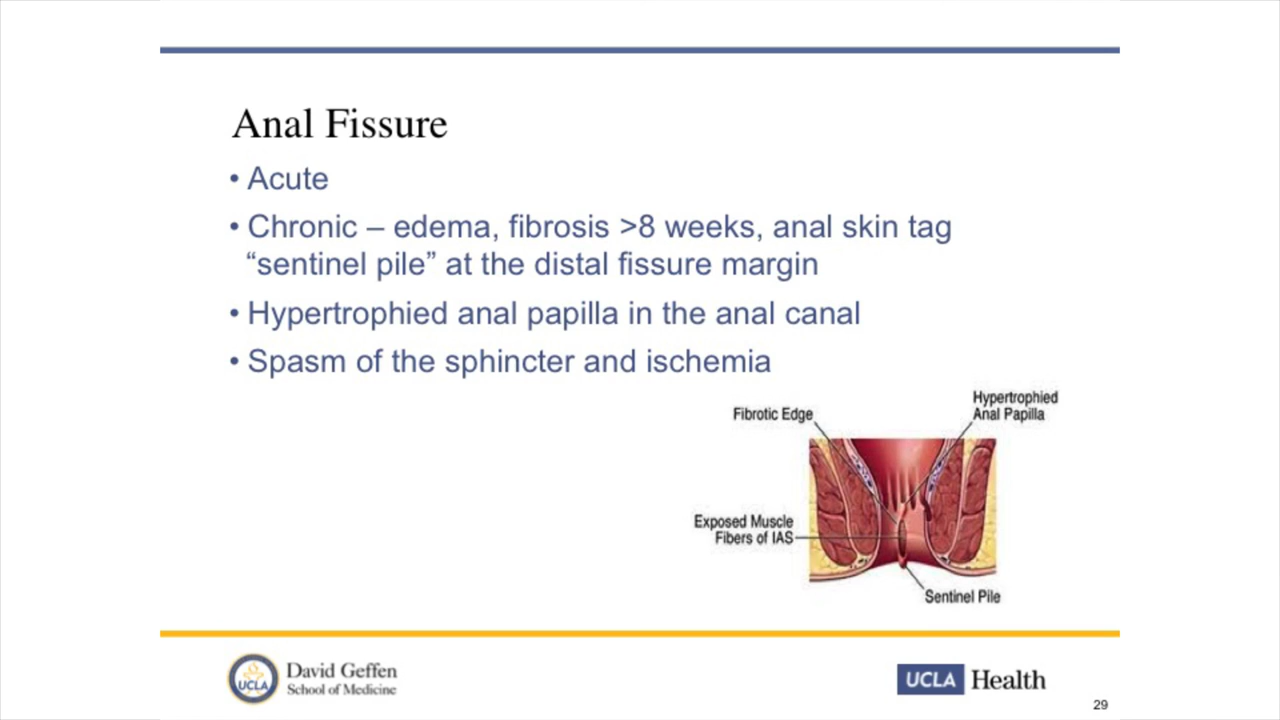 Anal Fissure
• Acute
• Chronic – edema, fibrosis >8 weeks, anal skin tag
“sentinel pile” at the distal fissure margin
• Hypertrophied anal papilla in the anal canal
• Spasm of the sphincter and ischemia
Hypertrophied
Anal Papilla
Fibrotic Edge
Exposed Muscle
Fibers of IAS
Sentinel Pile
UCLA
David Geffen
School of Medicine
UCLA Health
29